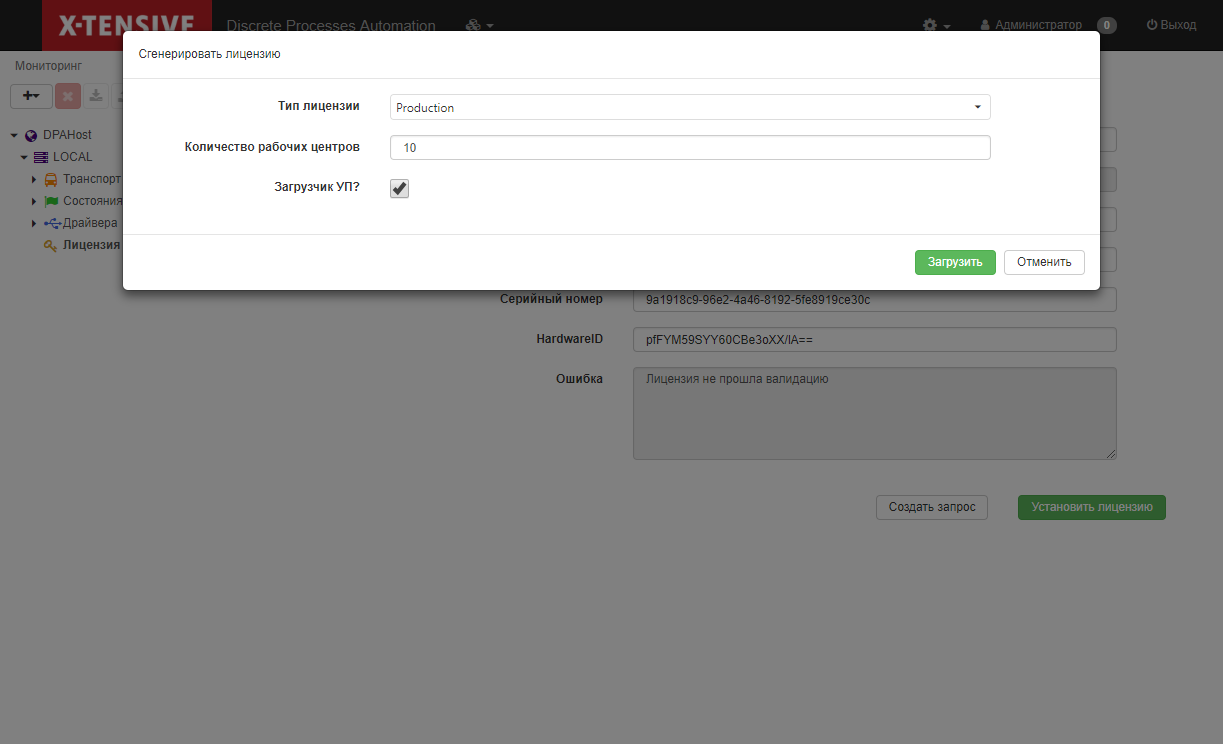 X-TENSIVE
Discrete Processes Automation
Администратор
0
Выход
Мониторинг
Сгенерировать лицензию
Тип лицензии
Production
Количество рабочих центров
10
Загрузчик УП?
Загрузить
Отменить
DPAHost
LOCAL
Транспорт
Состояния
Драйвера
Лицензия
Серийный номер
9a1918c9-96e2-4a46-8192-5fe8919ce30c
HardwareID
pfFYM59SYY60CBe3oXX/IA==
Ошибка
Лицензия не прошла валидацию
Создать запрос
Установить лицензию